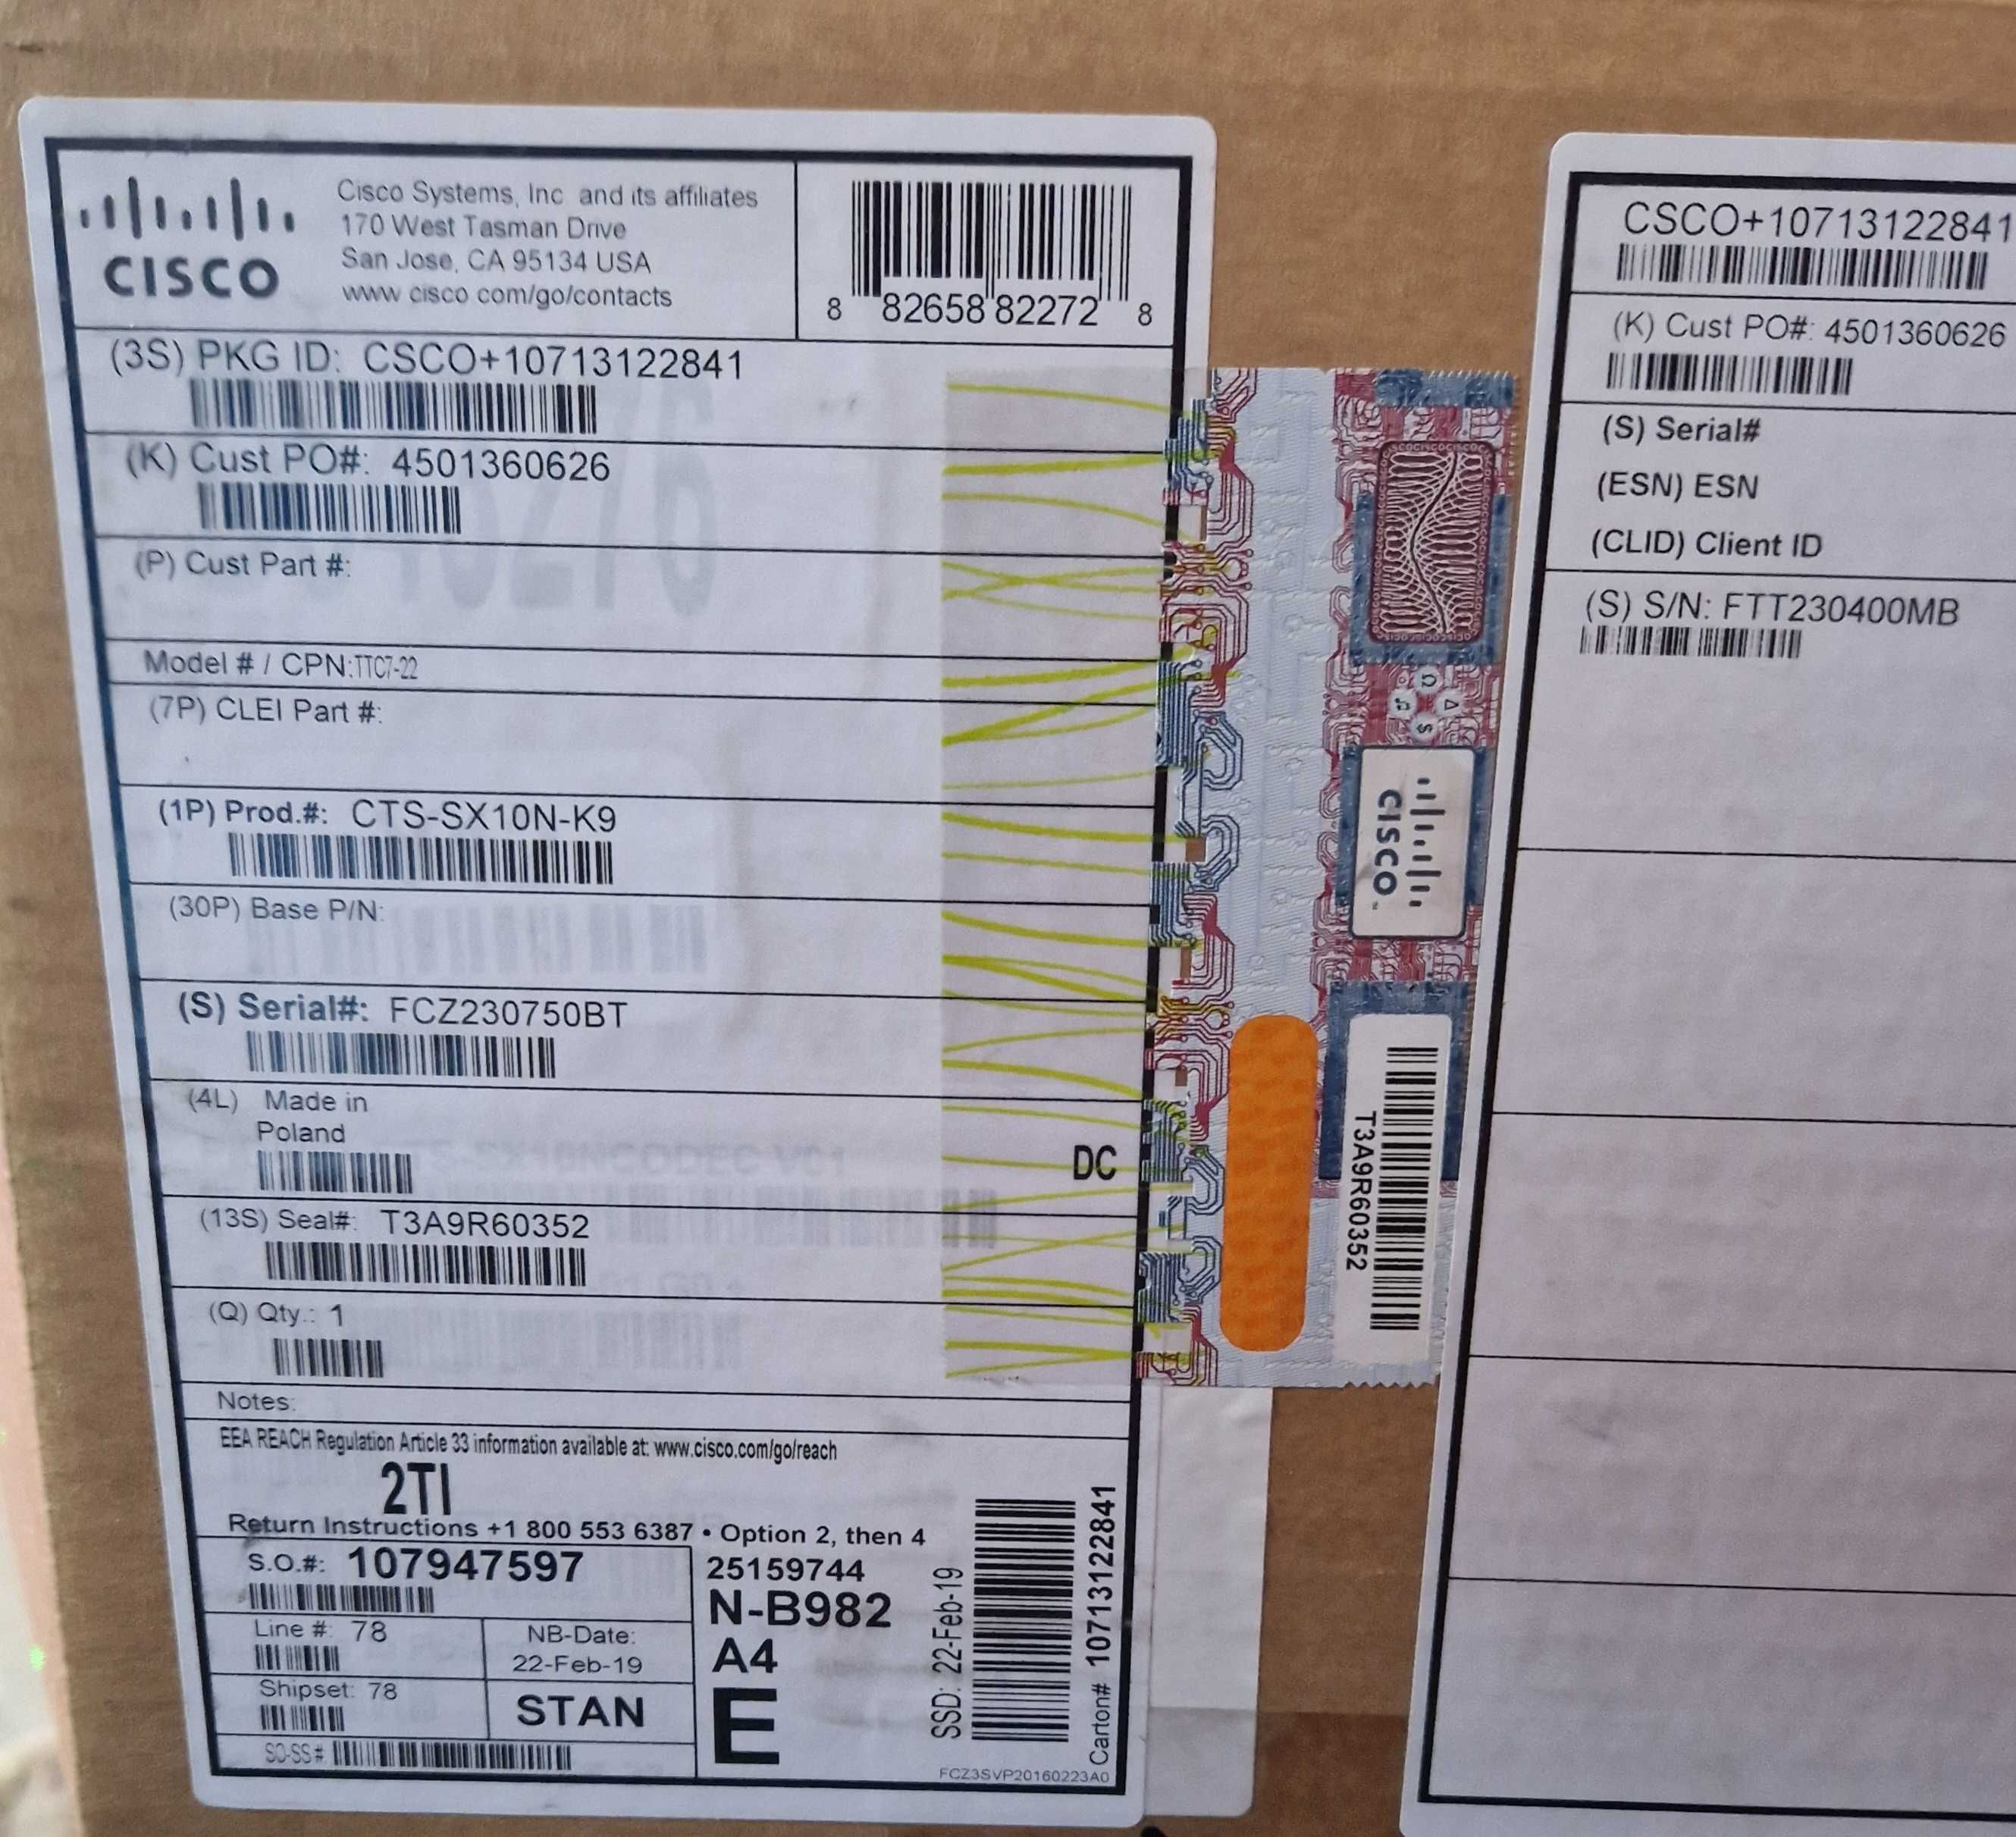 CISCO
Cisco Systems, Inc and its affiliates
170 West Tasman Drive
San Jose, CA 95134 USA
www cisco com/go/contacts
8 82658 82272 8
(3S) PKG ID: CSCO+10713122841
(K) Cust PO#: 4501360626
(P) Cust Part #:
Model # / CPN:TTC7-22
(7P) CLEI Part #:
(1P) Prod.#: CTS-SX10N-K9
(30P) Base P/N:
(S) Serial#: FCZ230750BT
(4L) Made in
Poland
DC
(13S) Seal#: T3A9R60352
(Q) Qty.: 1
Notes:
EEA REACH Regulation Article 33 information available at: www.cisco.com/go/reach
2TI
Return Instructions +1 800 553 6387 • Option 2, then 4
S.O.#: 107947597
Line #: 78
NB-Date:
22-Feb-19
Shipset: 78
STAN
SO-SS#:
25159744
N-B982
A4
E
SSD: 22-Feb-19
Carton# 10713122841
FCZ3SVP20160223A0
CISCO
T3A9R60352
CSCO+10713122841
(K) Cust PO#: 4501360626
(S) Serial#
(ESN) ESN
(CLID) Client ID
(S) S/N: FTT230400MB